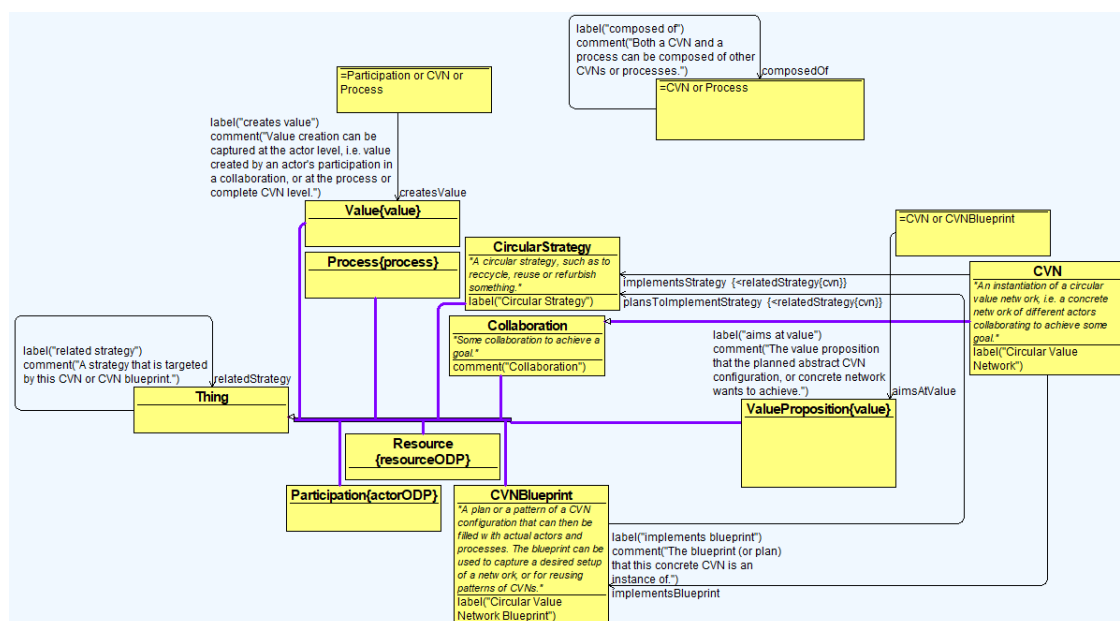 label("composed of")
comment("Both a CVN and a
process can be composed of other
CVNs or processes.")
composedOf
=CVN or Process
=Participation or CVN or
Process
label("creates value")
comment("Value creation can be
captured at the actor level, i.e. value
created by an actor's participation in
a collaboration, or at the process or
complete CVN level.")
createsValue
Value{value}
Process{process}
CircularStrategy
"A circular strategy, such as to
reccycle, reuse or refurbish
something."
label("Circular Strategy")
implementsStrategy {<relatedStrategy{cvn}}
plansToImplementStrategy {<relatedStrategy{cvn}}
=CVN or CVNBlueprint
CVN
"An instantiation of a circular
value network, i.e. a concrete
network of different actors
collaborating to achieve some
goal."
label("Circular Value
Network")
Collaboration
"Some collaboration to achieve a
goal."
comment("Collaboration")
label("aims at value")
comment("The value proposition
that the planned abstract CVN
configuration, or concrete network
wants to achieve.")
aimsAtValue
ValueProposition{value}
label("related strategy")
comment("A strategy that is targeted
by this CVN or CVN blueprint.")
relatedStrategy
Thing
Resource
{resourceODP}
Participation{actorODP}
CVNBlueprint
"A plan or a pattern of a CVN
configuration that can then be
filled with actual actors and
processes. The blueprint can be
used to capture a desired setup
of a network, or for reusing
patterns of CVNs."
label("Circular Value
Network Blueprint")
label("implements blueprint")
comment("The blueprint (or plan)
that this concrete CVN is an
instance of.")
implementsBlueprint